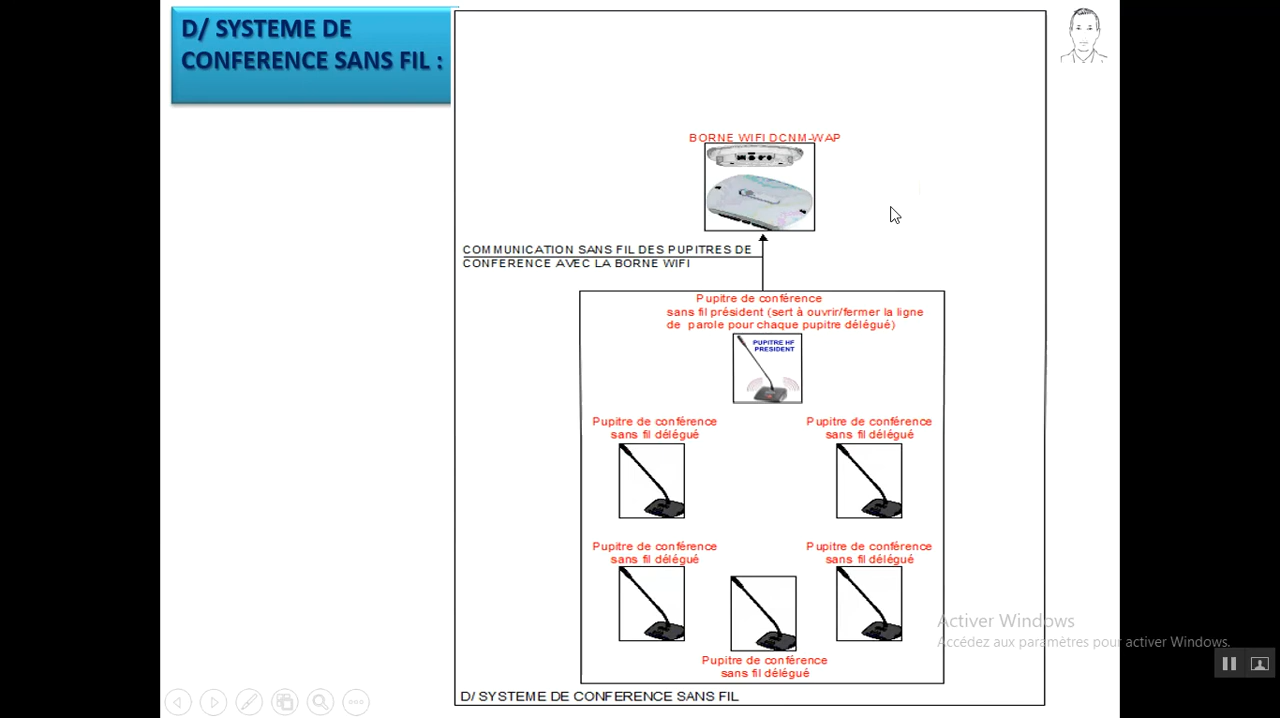 D/ SYSTEME DE
CONFERENCE SANS FIL :
BORNE WIFI DCNM-WAP
COMMUNICATION SANS FIL DES PUPITRES DE
CONFERENCE AVEC LA BORNE WIFI
Pupitre de conférence
sans fil président (sert à ouvrir/fermer la ligne
de parole pour chaque pupitre délégué)
PUPITRE HF
PRESIDENT
Pupitre de conférence
sans fil délégué
Pupitre de conférence
sans fil délégué
Pupitre de conférence
sans fil délégué
Pupitre de conférence
sans fil délégué
Pupitre de conférence
sans fil délégué
D/ SYSTEME DE CONFERENCE SANS FIL
Activer Windows
Accédez aux paramètres pour activer Windows.